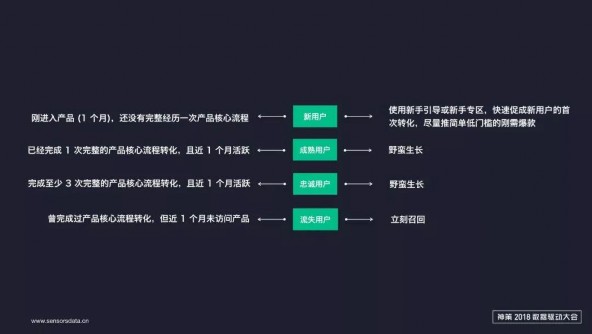 刚进入产品 (1 个月)，还没有完整经历一次产品核心流程
新用户
使用新手引导或新手专区，快速促成新用户的首
次转化，尽量推简单低门槛的刚需爆款
已经完成 1 次完整的产品核心流程转化，且近 1 个月活跃
成熟用户
野蛮生长
完成至少 3 次完整的产品核心流程转化，且近 1 个月活跃
忠诚用户
野蛮生长
曾完成过产品核心流程转化，但近 1 个月未访问产品
流失用户
立刻召回
www.sensorsdata.cn
神策 2018 数据驱动大会